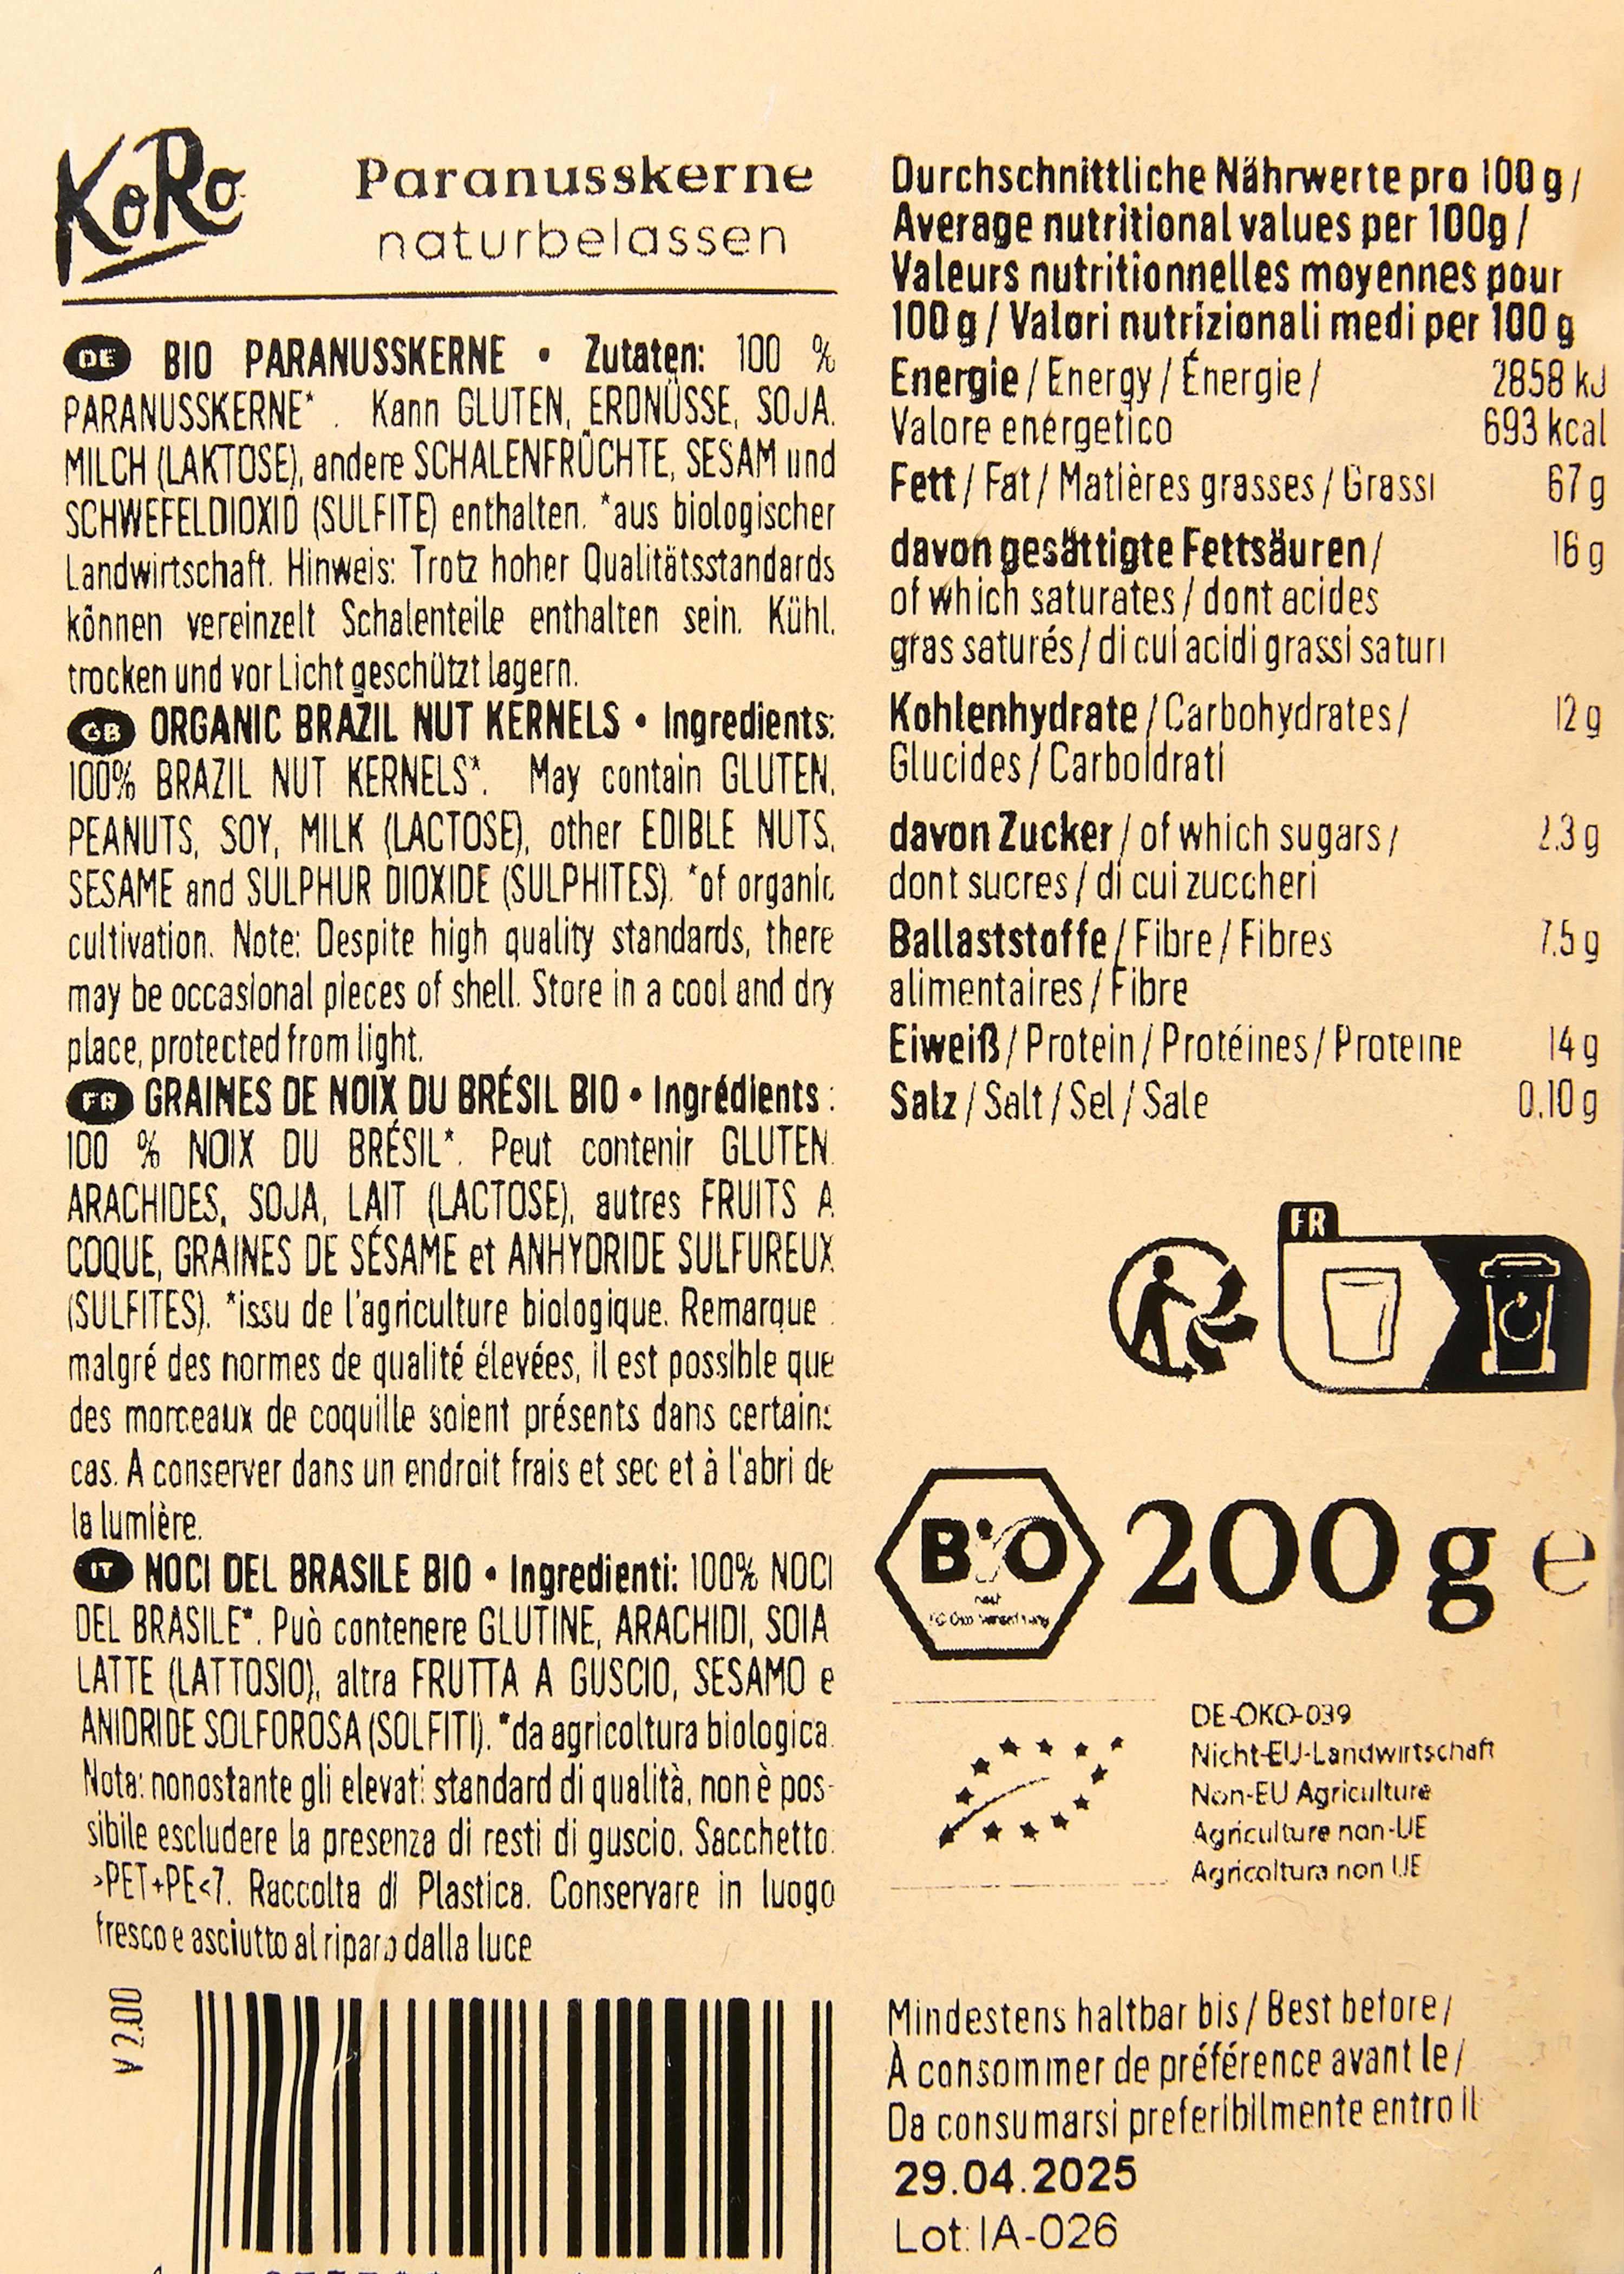 KoRo
Paranusskerne
naturbelassen
DE BIO PARANUSSKERNE • Zutaten: 100 %
PARANUSSKERNE* . Kann GLUTEN, ERDNÜSSE, SOJA,
MILCH (LAKTOSE), andere SCHALENFRÜCHTE, SESAM und
SCHWEFELDIOXID (SULFITE) enthalten. *aus biologischer
Landwirtschaft. Hinweis: Trotz hoher Qualitätsstandards
können vereinzelt Schalenteile enthalten sein. Kühl,
trocken und vor Licht geschützt lagern.
GB ORGANIC BRAZIL NUT KERNELS • Ingredients:
100% BRAZIL NUT KERNELS*. May contain GLUTEN,
PEANUTS, SOY, MILK (LACTOSE), other EDIBLE NUTS,
SESAME and SULPHUR DIOXIDE (SULPHITES). *of organic
cultivation. Note: Despite high quality standards, there
may be occasional pieces of shell. Store in a cool and dry
place, protected from light.
FR GRAINES DE NOIX DU BRÉSIL BIO • Ingrédients :
100 % NOIX DU BRÉSIL*. Peut contenir GLUTEN,
ARACHIDES, SOJA, LAIT (LACTOSE), autres FRUITS A
COQUE, GRAINES DE SÉSAME et ANHYDRIDE SULFUREUX
(SULFITES). *issu de l'agriculture biologique. Remarque :
malgré des normes de qualité élevées, il est possible que
des morceaux de coquille soient présents dans certains
cas. A conserver dans un endroit frais et sec et à l'abri de
la lumière.
IT NOCI DEL BRASILE BIO • Ingredienti: 100% NOCI
DEL BRASILE*. Può contenere GLUTINE, ARACHIDI, SOIA
LATTE (LATTOSIO), altra FRUTTA A GUSCIO, SESAMO e
ANIDRIDE SOLFOROSA (SOLFITI). *da agricoltura biologica.
Nota: nonostante gli elevati standard di qualità, non è pos-
sibile escludere la presenza di resti di guscio. Sacchetto:
>PET+PE<7. Raccolta di Plastica. Conservare in luogo
fresco e asciutto al riparo dalla luce
V 2.00
Durchschnittliche Nährwerte pro 100 g /
Average nutritional values per 100g /
Valeurs nutritionnelles moyennes pour
100 g / Valori nutrizionali medi per 100 g
Energie / Energy / Énergie / 2858 kJ
Valore energetico 693 kcal
Fett / Fat / Matières grasses / Grassi 67 g
davon gesättigte Fettsäuren / 16 g
of which saturates / dont acides
gras saturés / di cui acidi grassi saturi
Kohlenhydrate / Carbohydrates / 12 g
Glucides / Carboidrati
davon Zucker / of which sugars / 2.3 g
dont sucres / di cui zuccheri
Ballaststoffe / Fibre / Fibres 7.5 g
alimentaires / Fibre
Eiweiß / Protein / Protéines / Proteine 14 g
Salz / Salt / Sel / Sale 0.10 g
FR
BIO
nach
200 g e
DE-ÖKO-039
Nicht-EU-Landwirtschaft
Non-EU Agriculture
Agriculture non-UE
Agricoltura non UE
Mindestens haltbar bis / Best before /
À consommer de préférence avant le /
Da consumarsi preferibilmente entro il
29.04.2025
Lot: IA-026